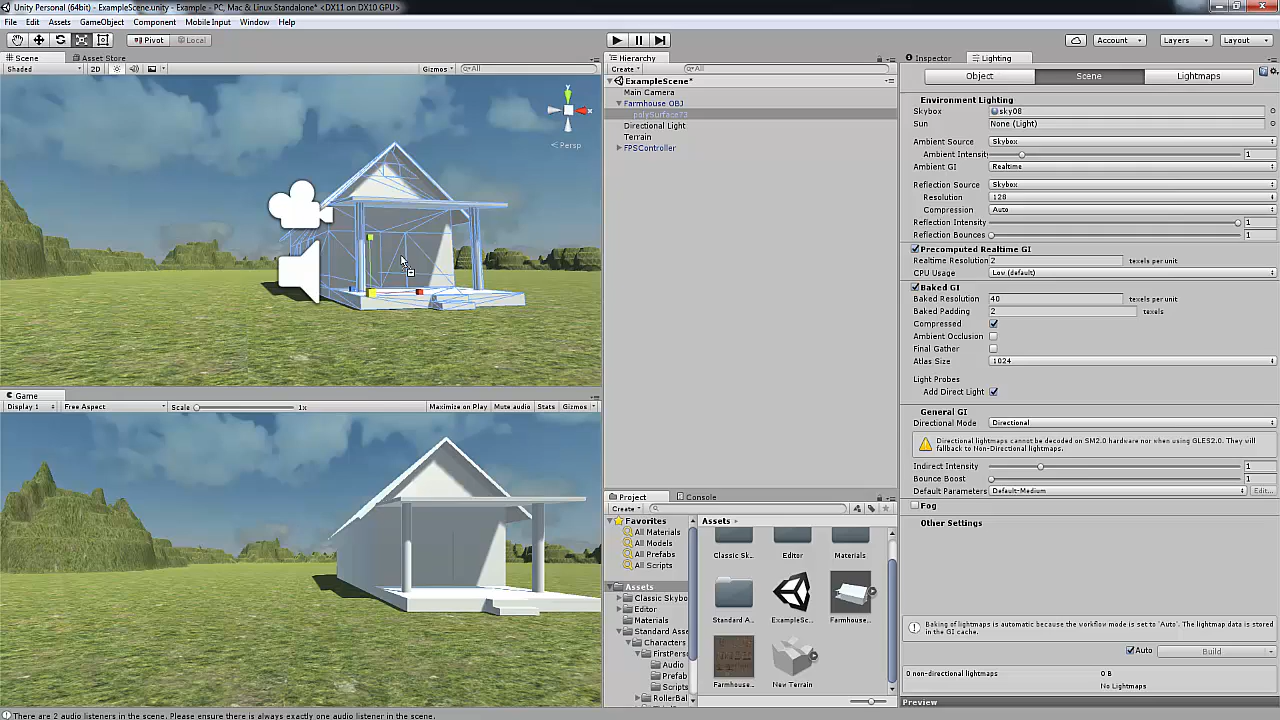 Unity Personal (64bit) - ExampleScene.unity - Example - PC, Mac & Linux Standalone* <DX11 on DX10 GPU>
File Edit Assets GameObject Component Mobile Input Window Help
Pivot Local
Account Layers Layout
Scene Asset Store
Shaded 2D Gizmos All
Persp
Game
Display 1 Free Aspect Scale 1x Maximize on Play Mute audio Stats Gizmos
Hierarchy
Create All
ExampleScene*
Main Camera
Farmhouse OBJ
polySurface73
Directional Light
Terrain
FPSController
Project Console
Create
Favorites
All Materials
All Models
All Prefabs
All Scripts
Assets
Classic Skybo
Editor
Materials
Standard Asse
Characters
FirstPerso
Audio
Prefab
Scripts
RollerBal
Assets
Classic Sk...
Editor
Materials
Standard A...
ExampleSc...
Farmhouse...
Farmhouse...
New Terrain
Inspector Lighting
Object Scene Lightmaps
Environment Lighting
Skybox sky08
Sun None (Light)
Ambient Source Skybox
Ambient Intensit 1
Ambient GI Realtime
Reflection Source Skybox
Resolution 128
Compression Auto
Reflection Intensity 1
Reflection Bounces 1
Precomputed Realtime GI
Realtime Resolution 2 texels per unit
CPU Usage Low (default)
Baked GI
Baked Resolution 40 texels per unit
Baked Padding 2 texels
Compressed
Ambient Occlusion
Final Gather
Atlas Size 1024
Light Probes
Add Direct Light
General GI
Directional Mode Directional
Directional lightmaps cannot be decoded on SM2.0 hardware nor when using GLES2.0. They will
fallback to Non-Directional lightmaps.
Indirect Intensity 1
Bounce Boost 1
Default Parameters Default-Medium Edit...
Fog
Other Settings
Baking of lightmaps is automatic because the workflow mode is set to 'Auto'. The lightmap data is stored
in the GI cache.
Auto Build
0 non-directional lightmaps 0 B
No Lightmaps
Preview
There are 2 audio listeners in the scene. Please ensure there is always exactly one audio listener in the scene.